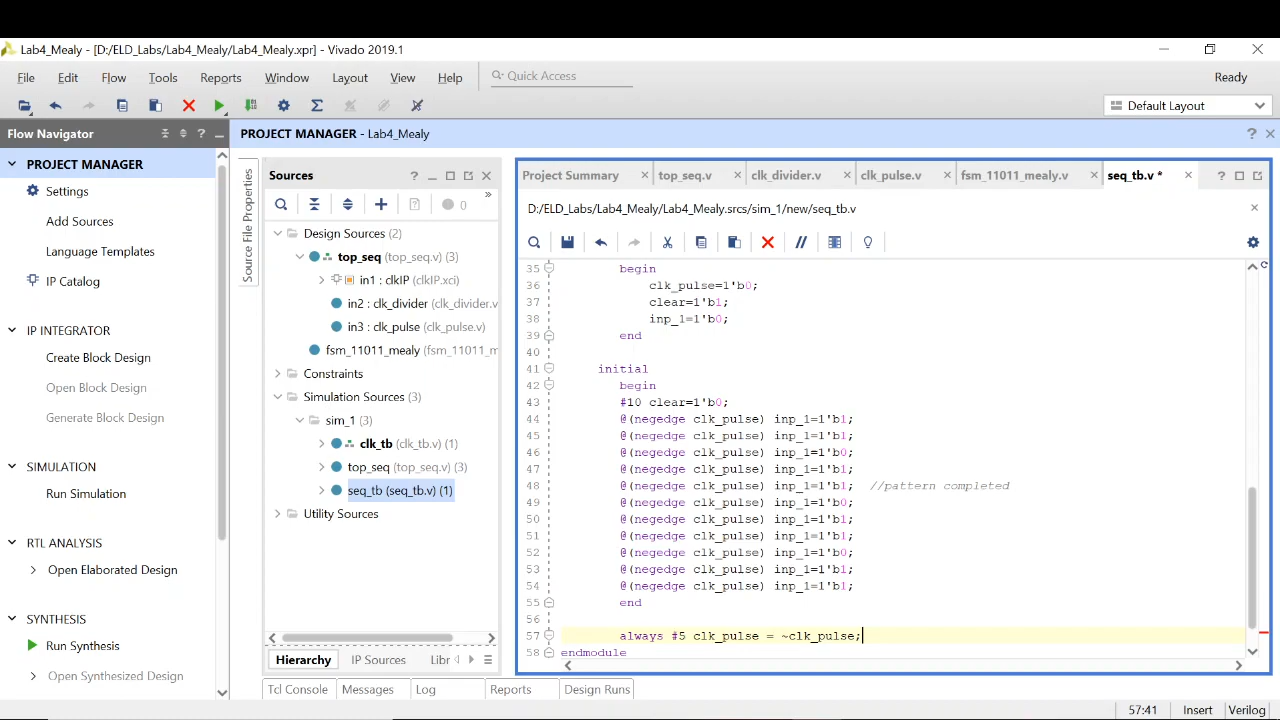 Lab4_Mealy - [D:/ELD_Labs/Lab4_Mealy/Lab4_Mealy.xpr] - Vivado 2019.1
File Edit Flow Tools Reports Window Layout View Help Quick Access Ready
Default Layout
Flow Navigator
PROJECT MANAGER - Lab4_Mealy
PROJECT MANAGER
Settings
Add Sources
Language Templates
IP Catalog
IP INTEGRATOR
Create Block Design
Open Block Design
Generate Block Design
SIMULATION
Run Simulation
RTL ANALYSIS
Open Elaborated Design
SYNTHESIS
Run Synthesis
Open Synthesized Design
Source File Properties
Sources
0
Design Sources (2)
top_seq (top_seq.v) (3)
in1 : clkIP (clkIP.xci)
in2 : clk_divider (clk_divider.v
in3 : clk_pulse (clk_pulse.v)
fsm_11011_mealy (fsm_11011_m
Constraints
Simulation Sources (3)
sim_1 (3)
clk_tb (clk_tb.v) (1)
top_seq (top_seq.v) (3)
seq_tb (seq_tb.v) (1)
Utility Sources
Hierarchy IP Sources Libr
Project Summary top_seq.v clk_divider.v clk_pulse.v fsm_11011_mealy.v seq_tb.v *
D:/ELD_Labs/Lab4_Mealy/Lab4_Mealy.srcs/sim_1/new/seq_tb.v
35 begin
36 clk_pulse=1'b0;
37 clear=1'b1;
38 inp_1=1'b0;
39 end
40
41 initial
42 begin
43 #10 clear=1'b0;
44 @(negedge clk_pulse) inp_1=1'b1;
45 @(negedge clk_pulse) inp_1=1'b1;
46 @(negedge clk_pulse) inp_1=1'b0;
47 @(negedge clk_pulse) inp_1=1'b1;
48 @(negedge clk_pulse) inp_1=1'b1; //pattern completed
49 @(negedge clk_pulse) inp_1=1'b0;
50 @(negedge clk_pulse) inp_1=1'b1;
51 @(negedge clk_pulse) inp_1=1'b1;
52 @(negedge clk_pulse) inp_1=1'b0;
53 @(negedge clk_pulse) inp_1=1'b1;
54 @(negedge clk_pulse) inp_1=1'b1;
55 end
56
57 always #5 clk_pulse = ~clk_pulse;
58 endmodule
Tcl Console Messages Log Reports Design Runs
57:41 Insert Verilog